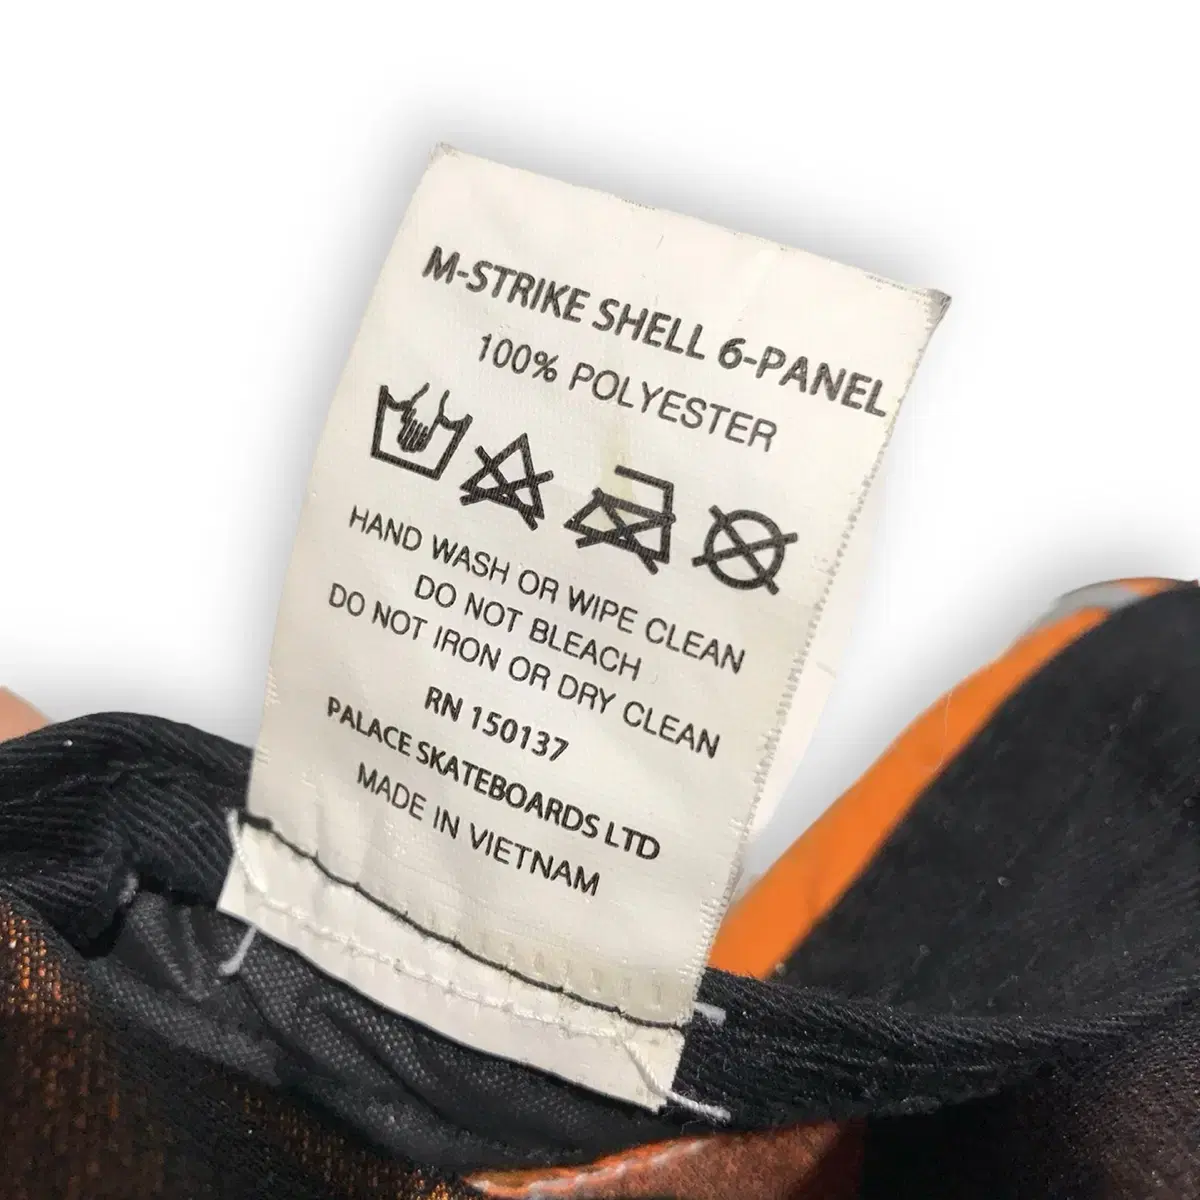 M-STRIKE SHELL 6-PANEL
100% POLYESTER
HAND WASH OR WIPE CLEAN
DO NOT BLEACH
DO NOT IRON OR DRY CLEAN
RN 150137
PALACE SKATEBOARDS LTD
MADE IN VIETNAM